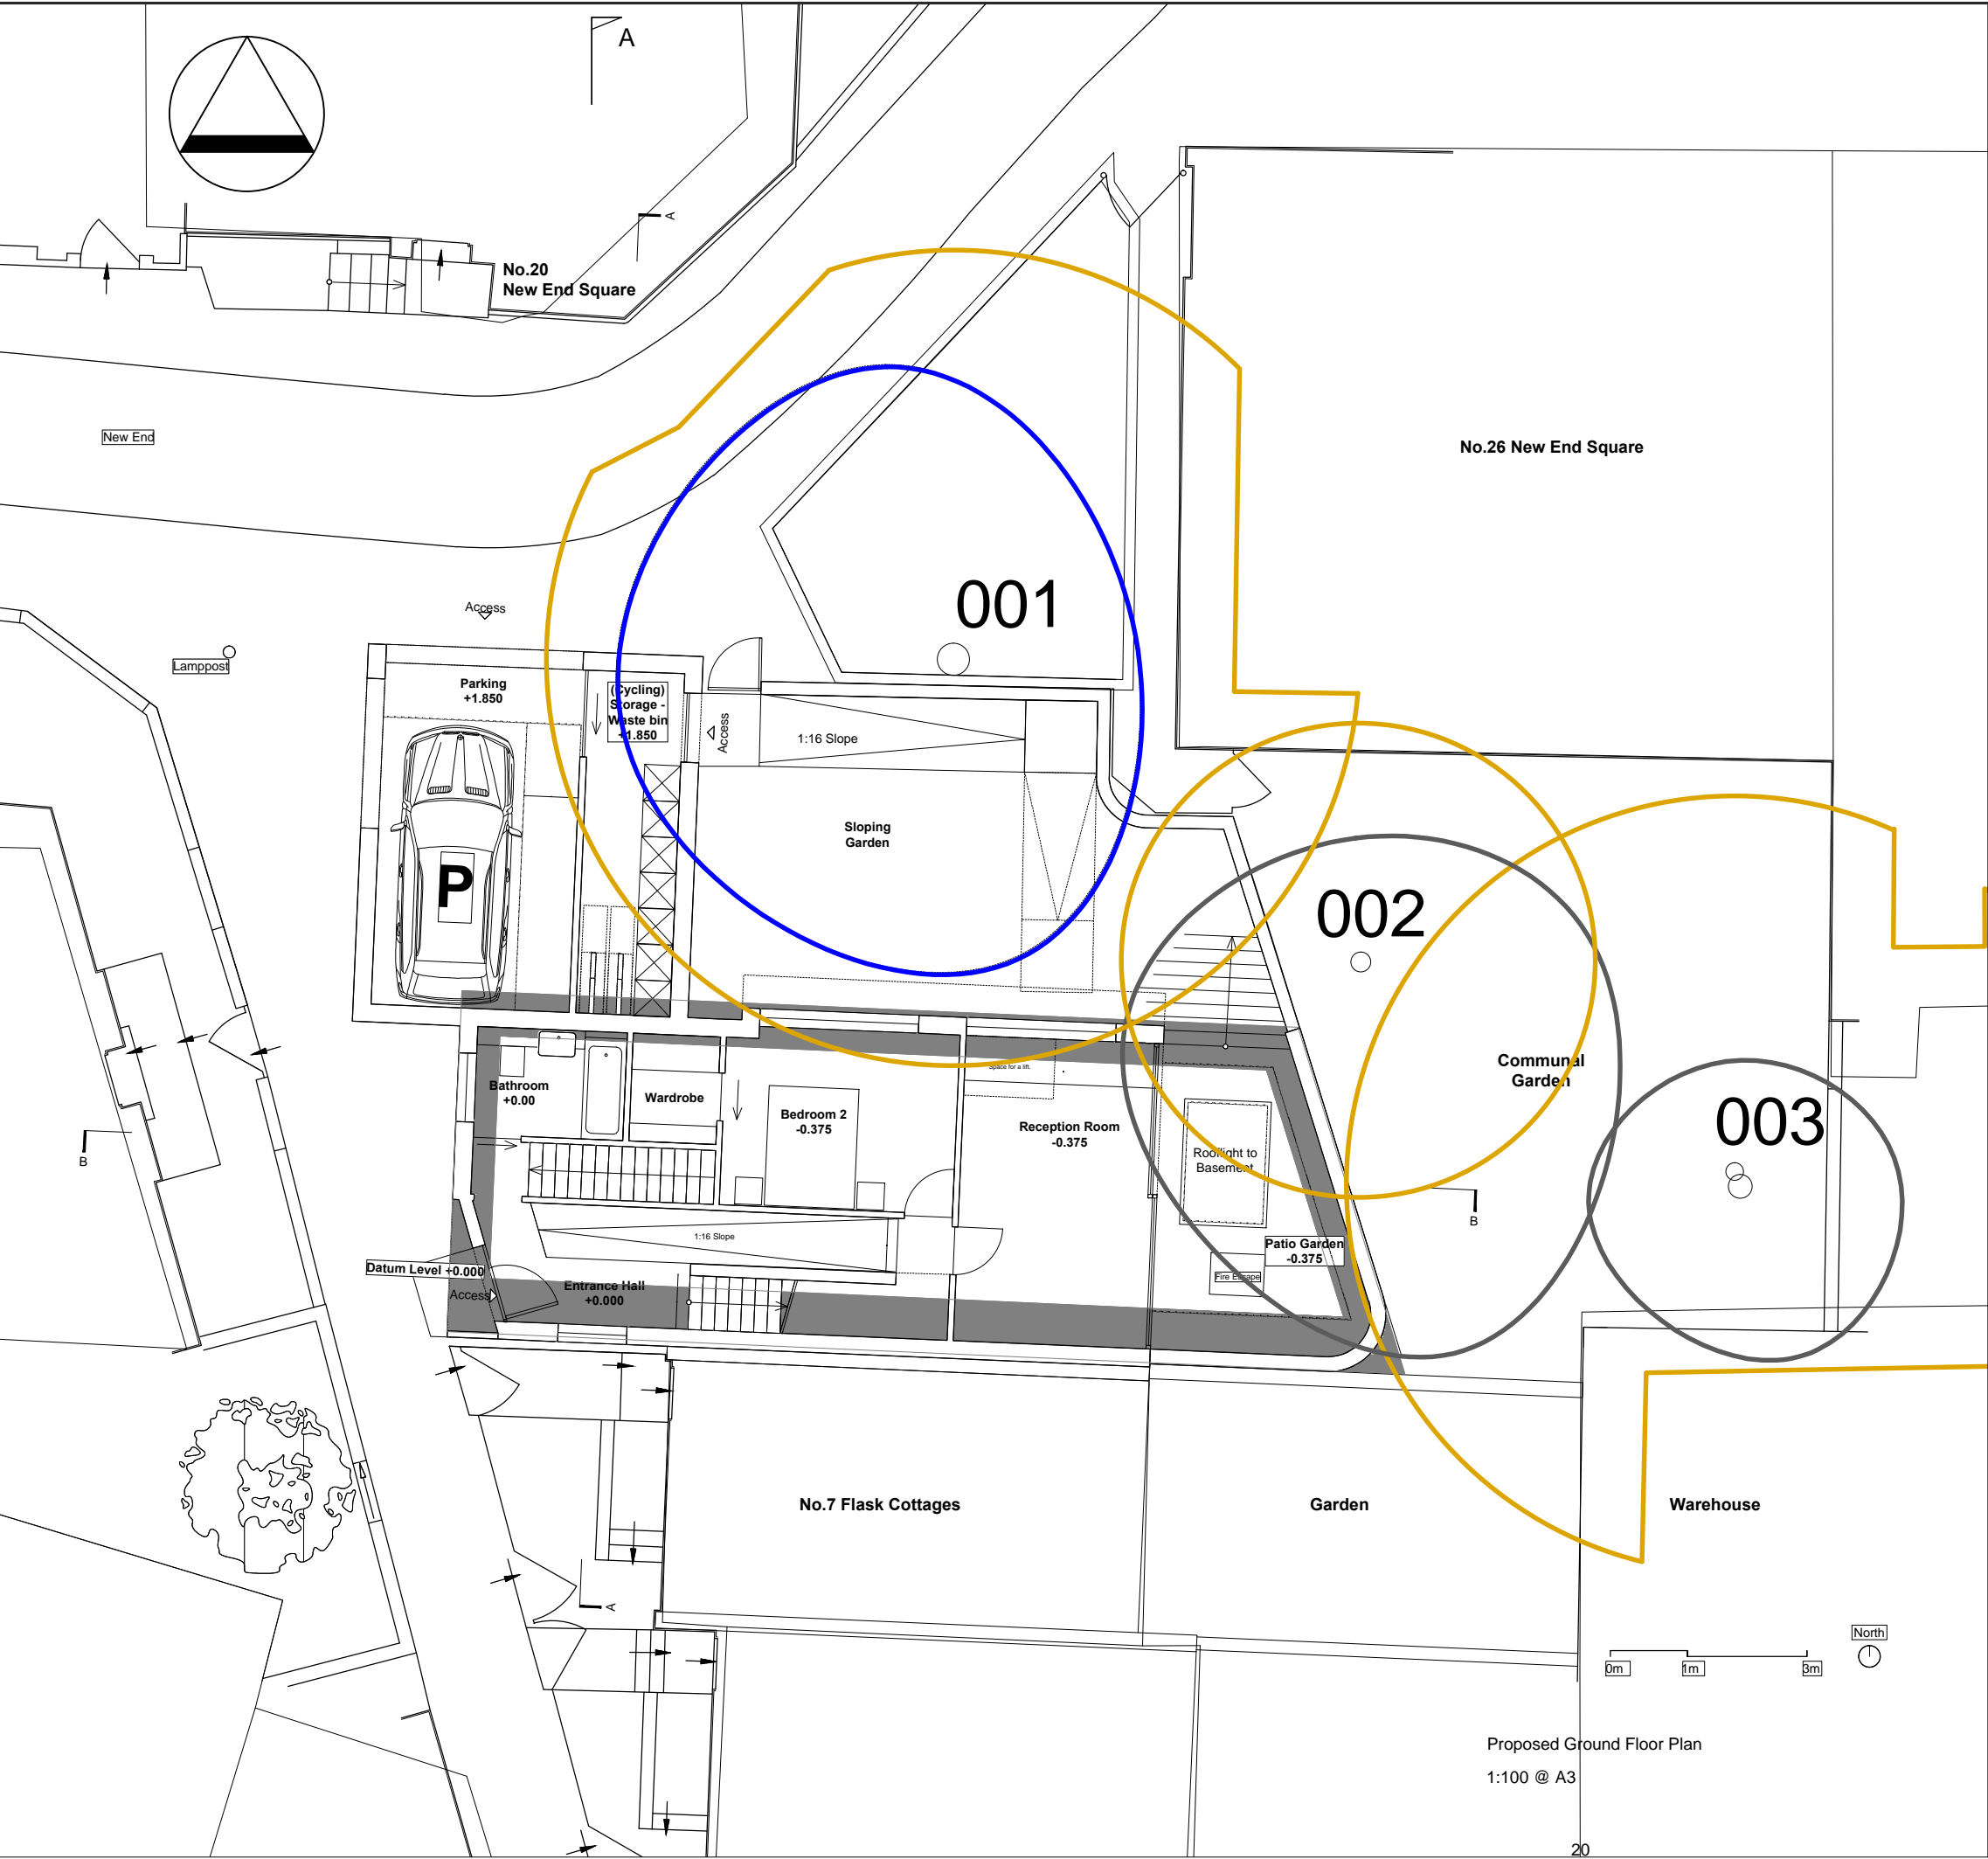 A
A
No.20
New End Square
New End
No.26 New End Square
001
Access
Lamppost
Parking
+1.850
(Cycling)
Storage -
Waste bin
+1.850
Access
1:16 Slope
Sloping
Garden
P
002
Communal
Garden
003
Space for a lift.
Bathroom
+0.00
Wardrobe
Bedroom 2
-0.375
Reception Room
-0.375
Rooflight to
Basement
B
B
1:16 Slope
Patio Garden
-0.375
Fire Escape
Datum Level +0.000
Access
Entrance Hall
+0.000
No.7 Flask Cottages
Garden
Warehouse
A
North
0m
1m
3m
Proposed Ground Floor Plan
1:100 @ A3
20